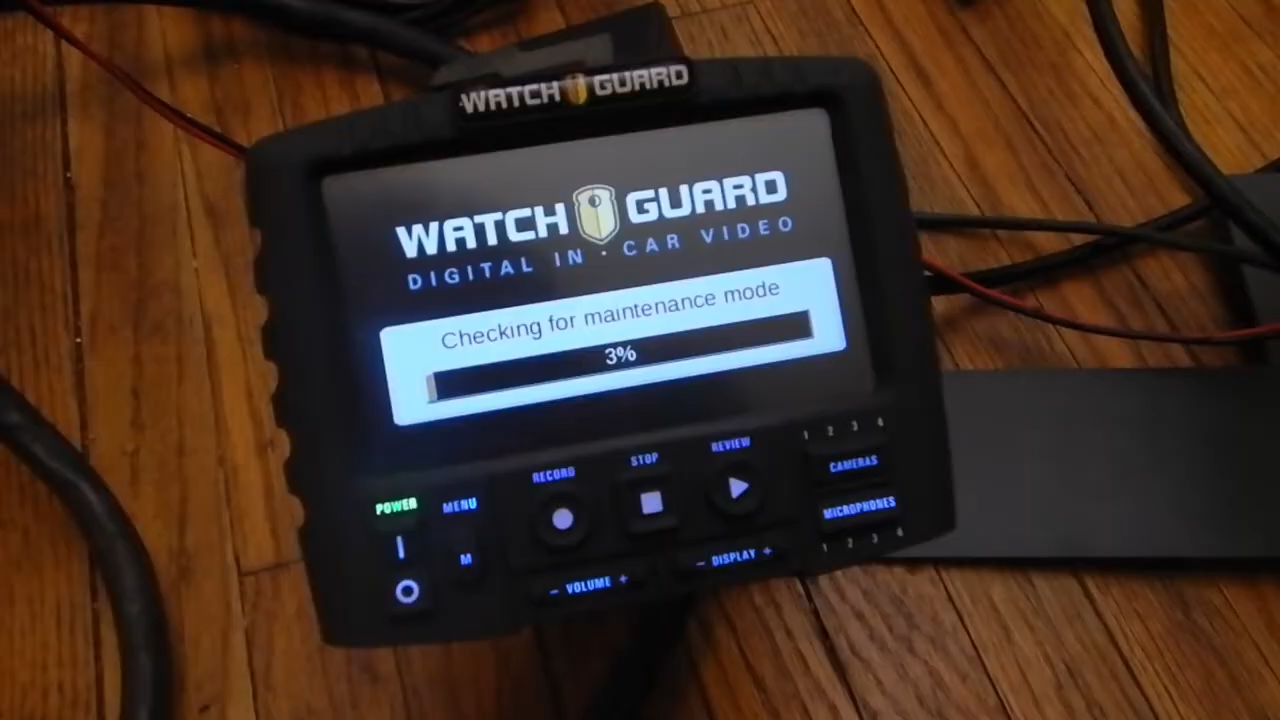 WATCH GUARD
WATCH GUARD
DIGITAL IN · CAR VIDEO
Checking for maintenance mode
3%
POWER
MENU
M
RECORD
STOP
REVIEW
1 2 3 4
CAMERAS
MICROPHONES
1 2 3 4
– VOLUME +
– DISPLAY +